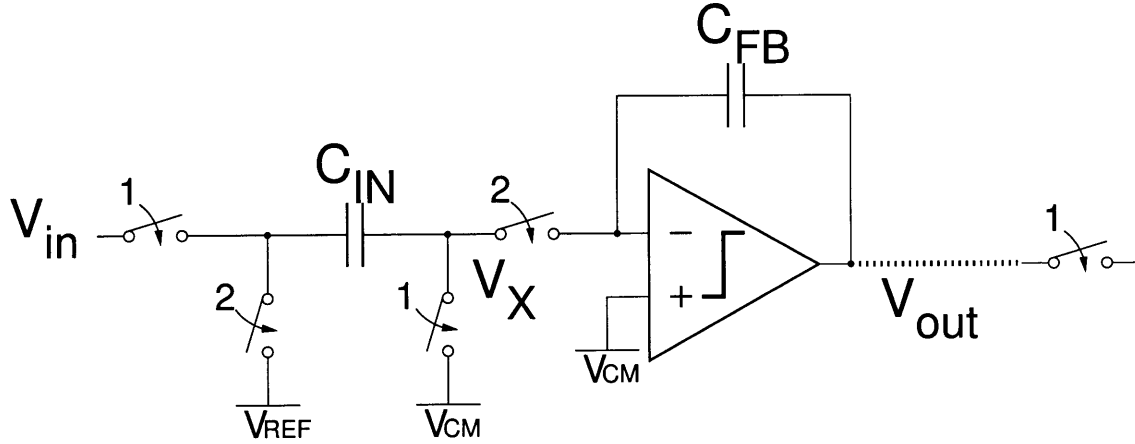 C_FB
1
C_IN
2
1
V_in
−
2
1
V_X
+
V_out
V_CM
V_REF
V_CM